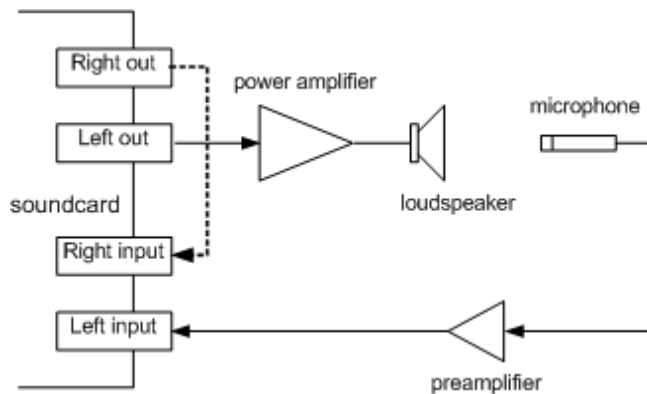 Right out
power amplifier
microphone
Left out
soundcard
loudspeaker
Right input
Left input
preamplifier